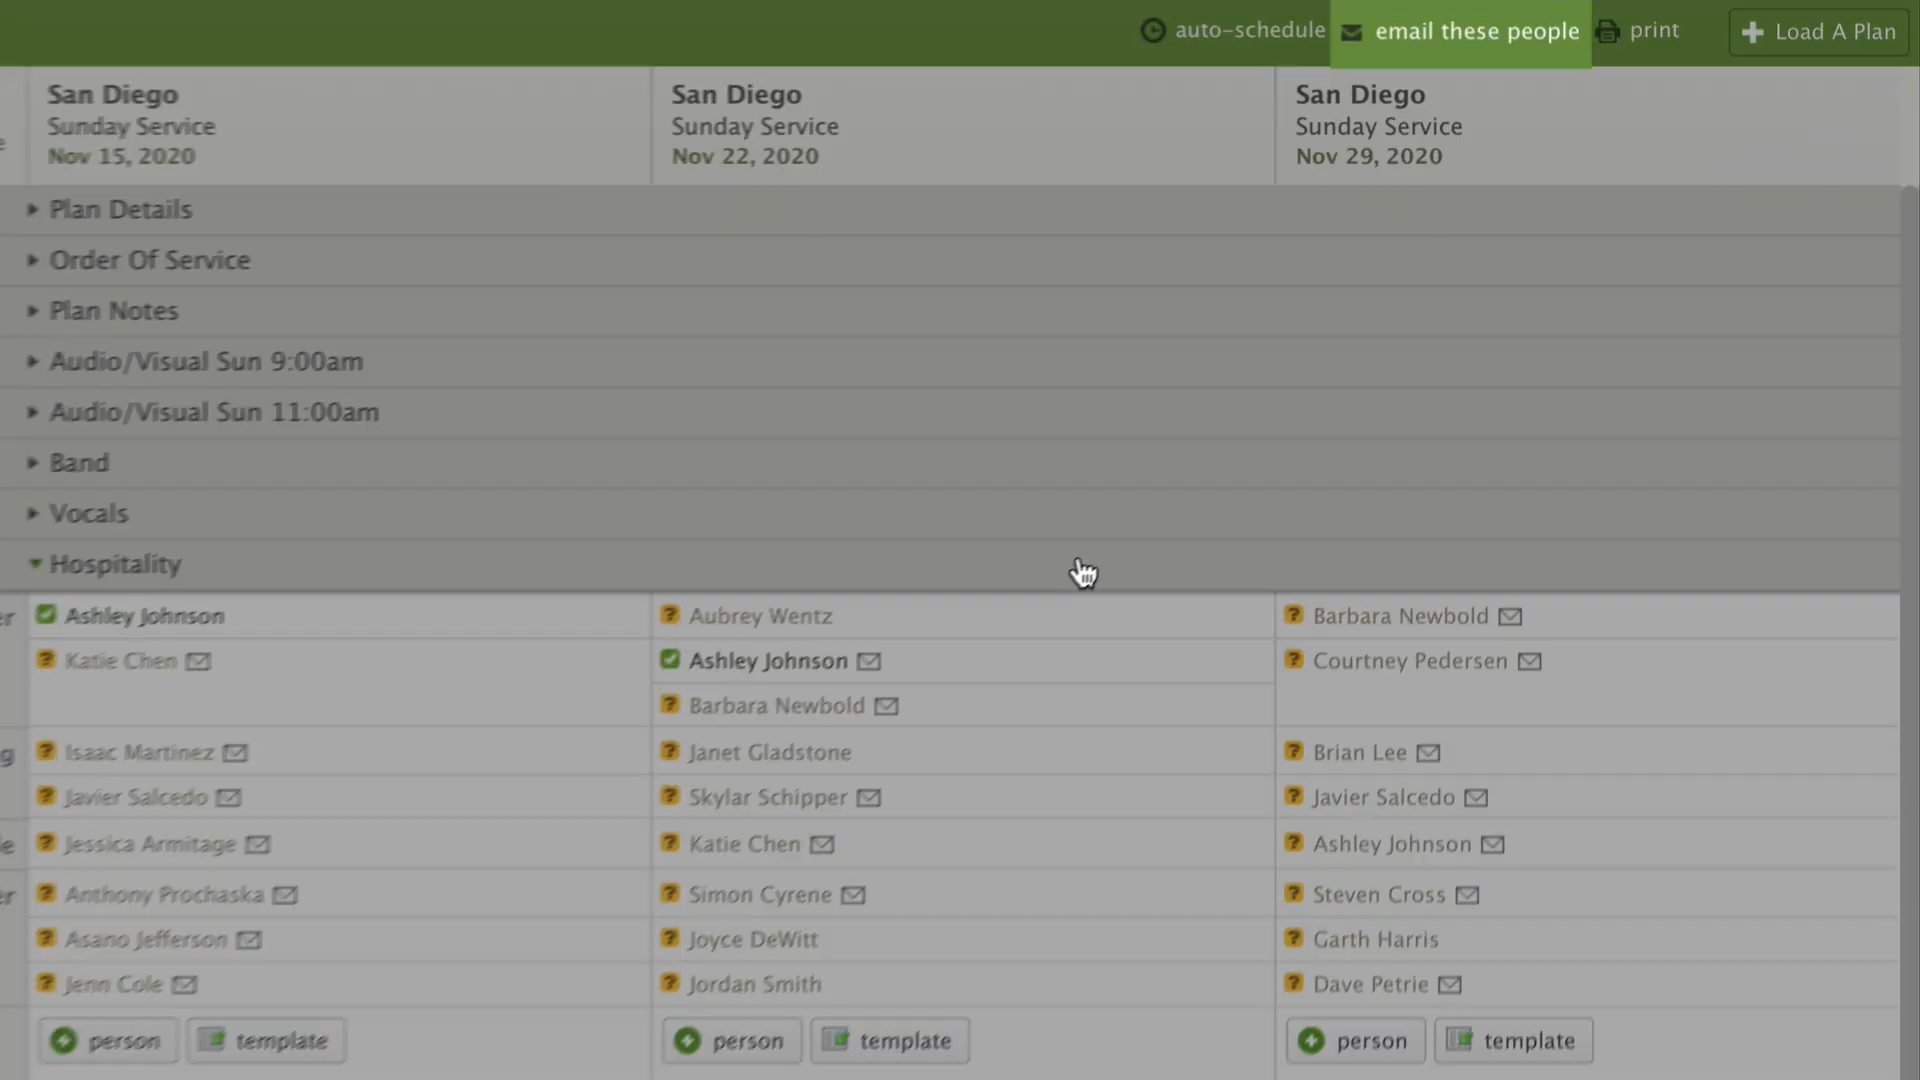 auto-schedule email these people print Load A Plan
San Diego San Diego San Diego
Sunday Service Sunday Service Sunday Service
Nov 15, 2020 Nov 22, 2020 Nov 29, 2020
Plan Details
Order Of Service
Plan Notes
Audio/Visual Sun 9:00am
Audio/Visual Sun 11:00am
Band
Vocals
Hospitality
Ashley Johnson Aubrey Wentz Barbara Newbold
Katie Chen Ashley Johnson Courtney Pedersen
Barbara Newbold
Isaac Martinez Janet Gladstone Brian Lee
Javier Salcedo Skylar Schipper Javier Salcedo
Jessica Armitage Katie Chen Ashley Johnson
Anthony Prochaska Simon Cyrene Steven Cross
Asano Jefferson Joyce DeWitt Garth Harris
Jenn Cole Jordan Smith Dave Petrie
person template person template person template